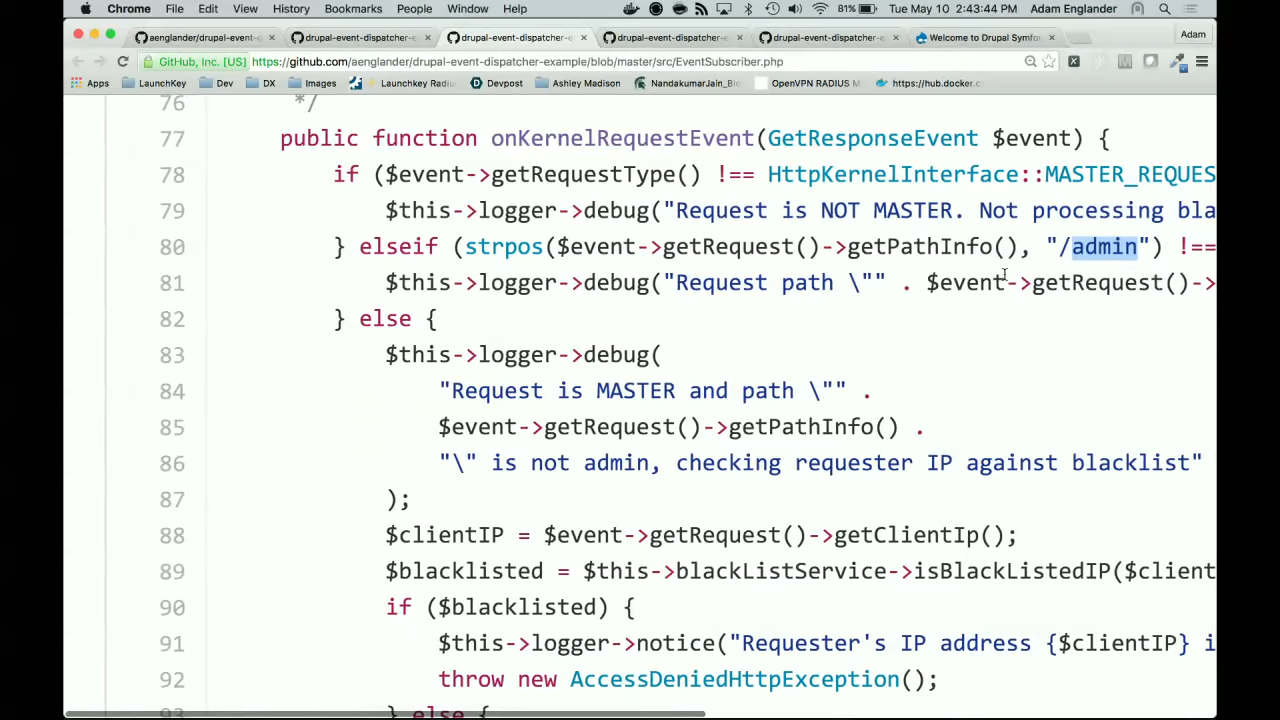 Chrome File Edit View History Bookmarks People Window Help 81% Tue May 10 2:43:44 PM Adam Englander
aenglander/drupal-event-d drupal-event-dispatcher-e drupal-event-dispatcher-e drupal-event-dispatcher-e drupal-event-dispatcher-e Welcome to Drupal Symfon Adam
GitHub, Inc. [US] https://github.com/aenglander/drupal-event-dispatcher-example/blob/master/src/EventSubscriber.php
Apps LaunchKey Dev DX Images LaunchKey Radiu Devpost Ashley Madison NandakumarJain_Bio OpenVPN RADIUS M https://hub.docker.c
76 */
77 public function onKernelRequestEvent(GetResponseEvent $event) {
78 if ($event->getRequestType() !== HttpKernelInterface::MASTER_REQUES
79 $this->logger->debug("Request is NOT MASTER. Not processing bla
80 } elseif (strpos($event->getRequest()->getPathInfo(), "/admin") !==
81 $this->logger->debug("Request path \"" . $event->getRequest()->
82 } else {
83 $this->logger->debug(
84 "Request is MASTER and path \"" .
85 $event->getRequest()->getPathInfo() .
86 "\" is not admin, checking requester IP against blacklist"
87 );
88 $clientIP = $event->getRequest()->getClientIp();
89 $blacklisted = $this->blackListService->isBlackListedIP($client
90 if ($blacklisted) {
91 $this->logger->notice("Requester's IP address {$clientIP} i
92 throw new AccessDeniedHttpException();
93 } else {